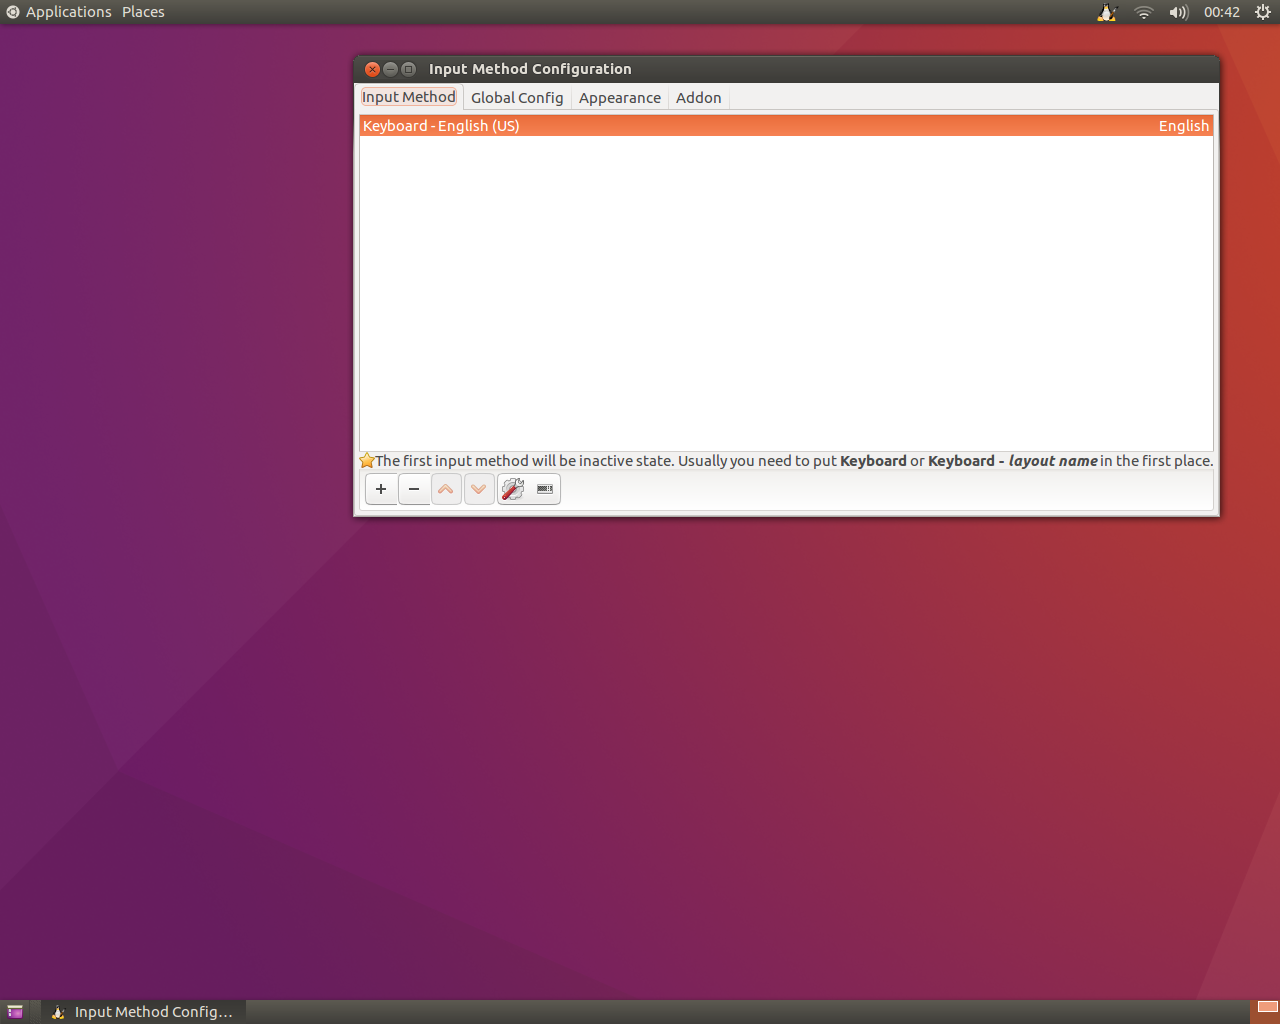 Applications Places 00:42
Input Method Configuration
Input Method Global Config Appearance Addon
Keyboard - English (US) English
The first input method will be inactive state. Usually you need to put Keyboard or Keyboard - layout name in the first place.
Input Method Config...